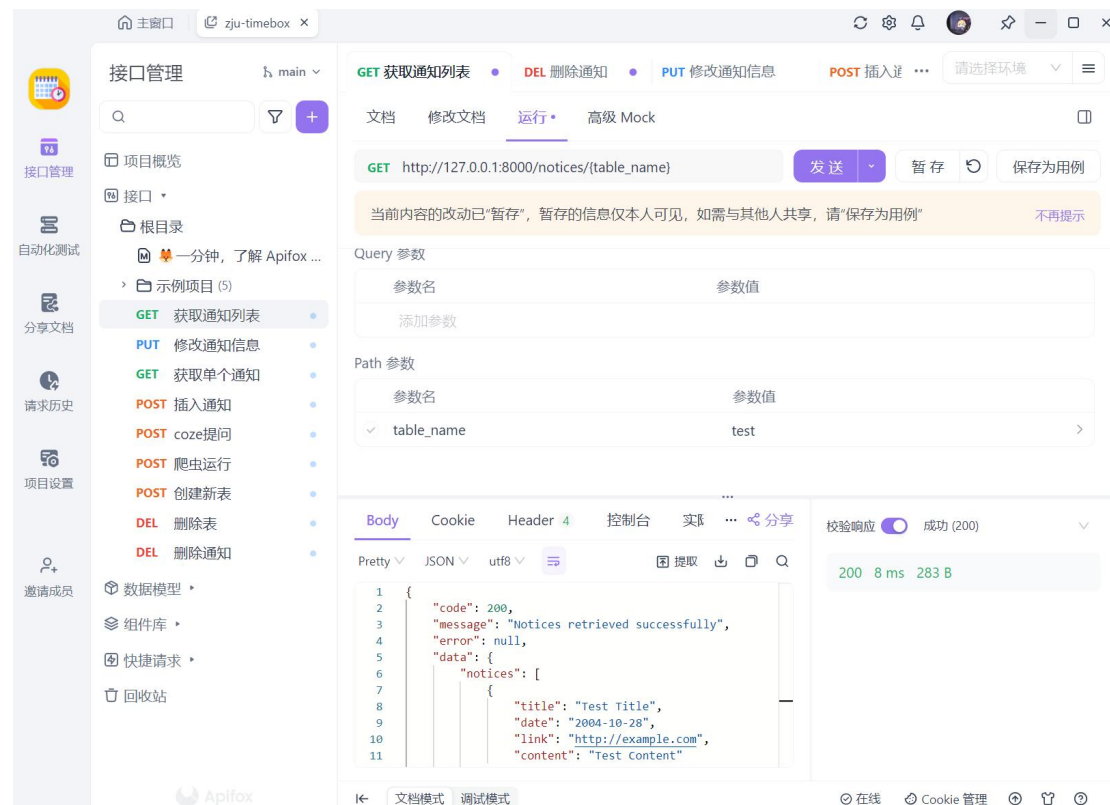 主窗口
zju-timebox
接口管理
main
GET 获取通知列表
DEL 删除通知
PUT 修改通知信息
POST 插入
请选择环境
文档 修改文档 运行 高级 Mock
接口管理
自动化测试
分享文档
请求历史
项目设置
邀请成员
项目概览
接口
根目录
一分钟，了解 Apifox ...
示例项目 (5)
GET 获取通知列表
PUT 修改通知信息
GET 获取单个通知
POST 插入通知
POST coze提问
POST 爬虫运行
POST 创建新表
DEL 删除表
DEL 删除通知
数据模型
组件库
快捷请求
回收站
Apifox
GET http://127.0.0.1:8000/notices/{table_name}
发送
暂存
保存为用例
当前内容的改动已“暂存”，暂存的信息仅本人可见，如需与其他人共享，请“保存为用例”
不再提示
Query 参数
参数名 参数值
添加参数
Path 参数
参数名 参数值
table_name test
Body Cookie Header 4 控制台 ... 分享
Pretty JSON utf8 提取
1 {
2 "code": 200,
3 "message": "Notices retrieved successfully",
4 "error": null,
5 "data": {
6 "notices": [
7 {
8 "title": "Test Title",
9 "date": "2004-10-28",
10 "link": "http://example.com",
11 "content": "Test Content"
校验响应 成功 (200)
200 8 ms 283 B
文档模式 调试模式
在线 Cookie 管理